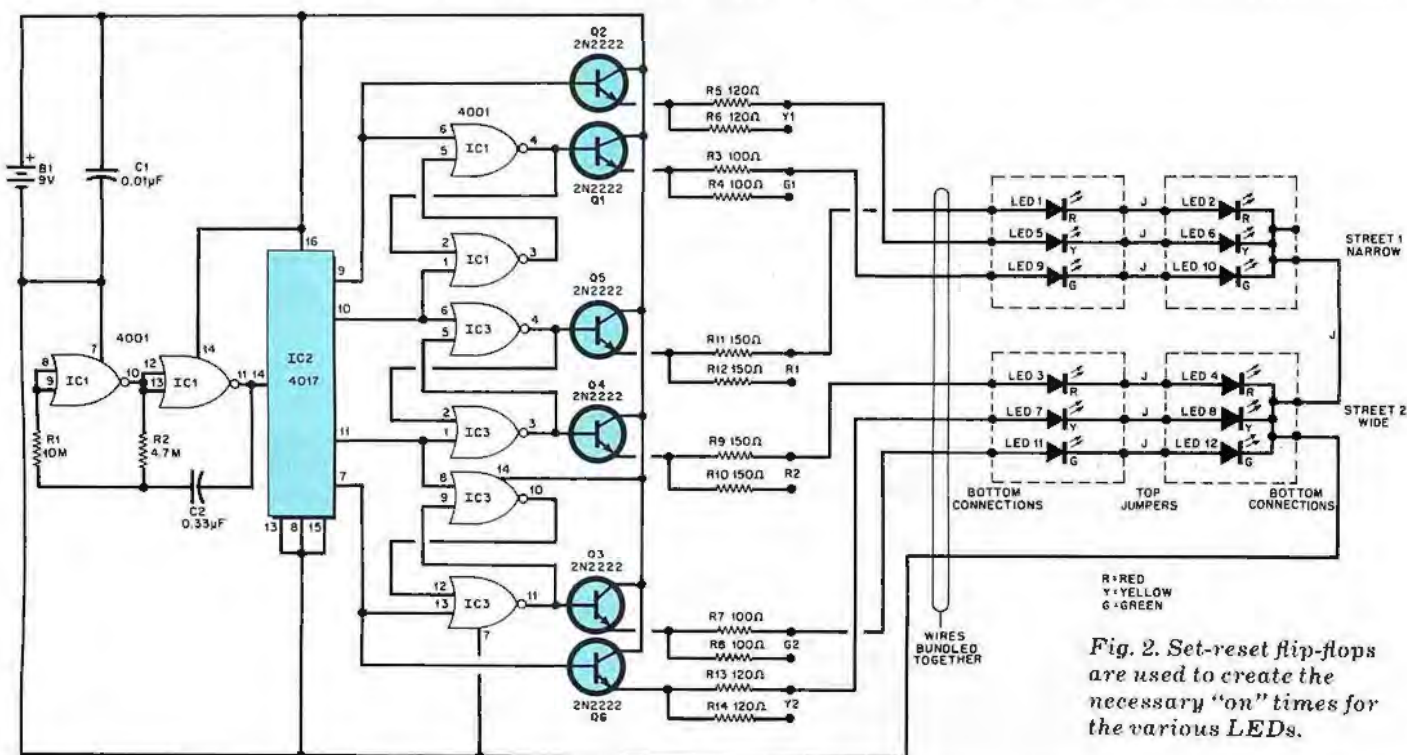 B1
9V
C1
0.01µF
4001
8
9
IC1
7
10
12
13
IC1
14
11
14
R1
10M
R2
4.7M
C2
0.33µF
16
IC2
4017
9
10
11
7
13
8
15
4001
6
5
IC1
4
2
1
IC1
3
6
5
IC3
4
2
1
IC3
3
8
9
IC3
14
10
12
13
IC3
11
7
Q2
2N2222
2N2222
Q1
Q5
2N2222
Q4
2N2222
Q3
2N2222
2N2222
Q6
R5 120Ω
R6 120Ω
Y1
R3 100Ω
R4 100Ω
G1
R11 150Ω
R12 150Ω
R1
R9 150Ω
R10 150Ω
R2
R7 100Ω
R8 100Ω
G2
R13 120Ω
R14 120Ω
Y2
LED 1
R
J
LED 2
R
LED 5
Y
J
LED 6
Y
LED 9
G
J
LED 10
G
STREET 1
NARROW
J
LED 3
R
J
LED 4
R
LED 7
Y
J
LED 8
Y
LED 11
G
J
LED 12
G
STREET 2
WIDE
BOTTOM
CONNECTIONS
TOP
JUMPERS
BOTTOM
CONNECTIONS
WIRES
BUNDLED
TOGETHER
R=RED
Y=YELLOW
G=GREEN
Fig. 2. Set-reset flip-flops
are used to create the
necessary "on" times for
the various LEDs.